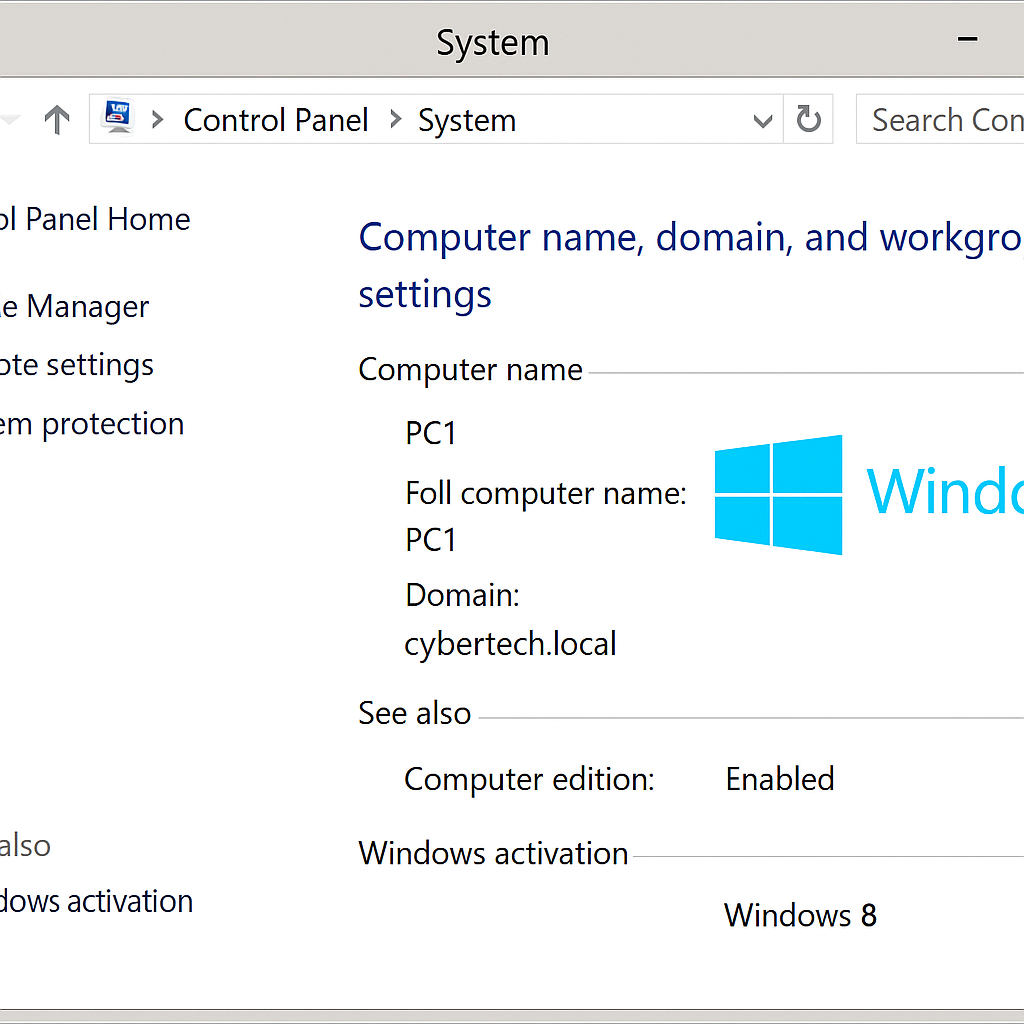 System
Control Panel System
Search Con
ol Panel Home
e Manager
ote settings
em protection
also
dows activation
Computer name, domain, and workgro
settings
Computer name
PC1
Foll computer name:
PC1
Domain:
cybertech.local
Windo
See also
Computer edition: Enabled
Windows activation
Windows 8